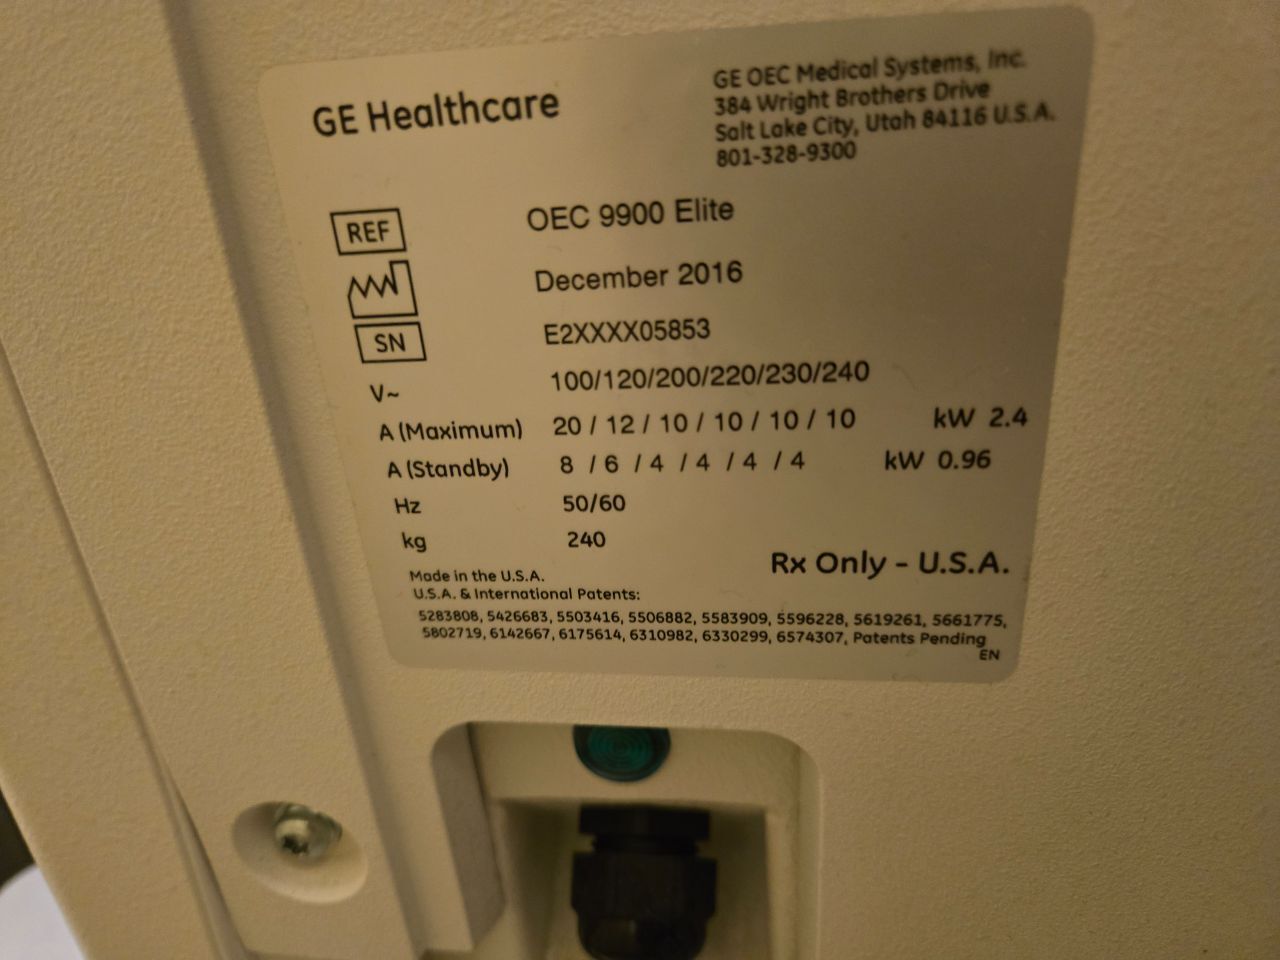 GE Healthcare
GE OEC Medical Systems, Inc.
384 Wright Brothers Drive
Salt Lake City, Utah 84116 U.S.A.
801-328-9300
REF OEC 9900 Elite
December 2016
SN E2XXXX05853
V~ 100/120/200/220/230/240
A (Maximum) 20 / 12 / 10 / 10 / 10 / 10 kW 2.4
A (Standby) 8 / 6 / 4 / 4 / 4 / 4 kW 0.96
Hz 50/60
kg 240
Rx Only - U.S.A.
Made in the U.S.A.
U.S.A. & International Patents:
5283808, 5426683, 5503416, 5506882, 5583909, 5596228, 5619261, 5661775,
5802719, 6142667, 6175614, 6310982, 6330299, 6574307, Patents Pending
EN